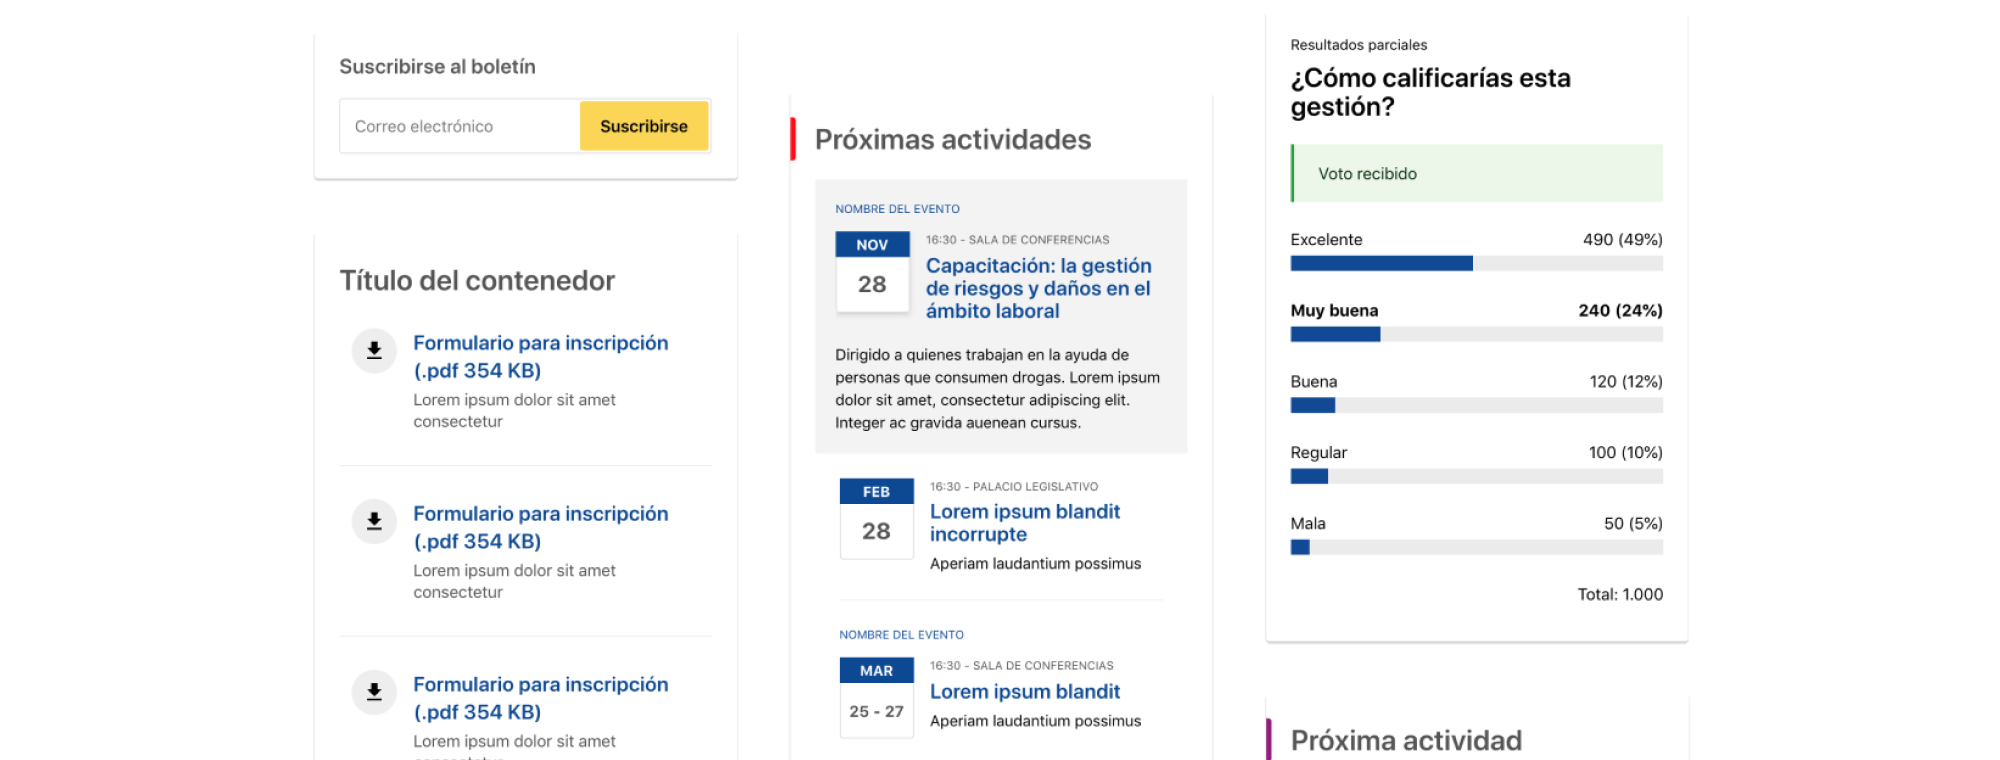 Suscribirse al boletín
Correo electrónico
Suscribirse
Título del contenedor
Formulario para inscripción
(.pdf 354 KB)
Lorem ipsum dolor sit amet
consectetur
Formulario para inscripción
(.pdf 354 KB)
Lorem ipsum dolor sit amet
consectetur
Formulario para inscripción
(.pdf 354 KB)
Lorem ipsum dolor sit amet
Próximas actividades
NOMBRE DEL EVENTO
NOV
28
16:30 - SALA DE CONFERENCIAS
Capacitación: la gestión
de riesgos y daños en el
ámbito laboral
Dirigido a quienes trabajan en la ayuda de
personas que consumen drogas. Lorem ipsum
dolor sit amet, consectetur adipiscing elit.
Integer ac gravida auenean cursus.
FEB
28
16:30 - PALACIO LEGISLATIVO
Lorem ipsum blandit
incorrupte
Aperiam laudantium possimus
NOMBRE DEL EVENTO
MAR
25 - 27
16:30 - SALA DE CONFERENCIAS
Lorem ipsum blandit
Aperiam laudantium possimus
Resultados parciales
¿Cómo calificarías esta
gestión?
Voto recibido
Excelente 490 (49%)
Muy buena 240 (24%)
Buena 120 (12%)
Regular 100 (10%)
Mala 50 (5%)
Total: 1.000
Próxima actividad